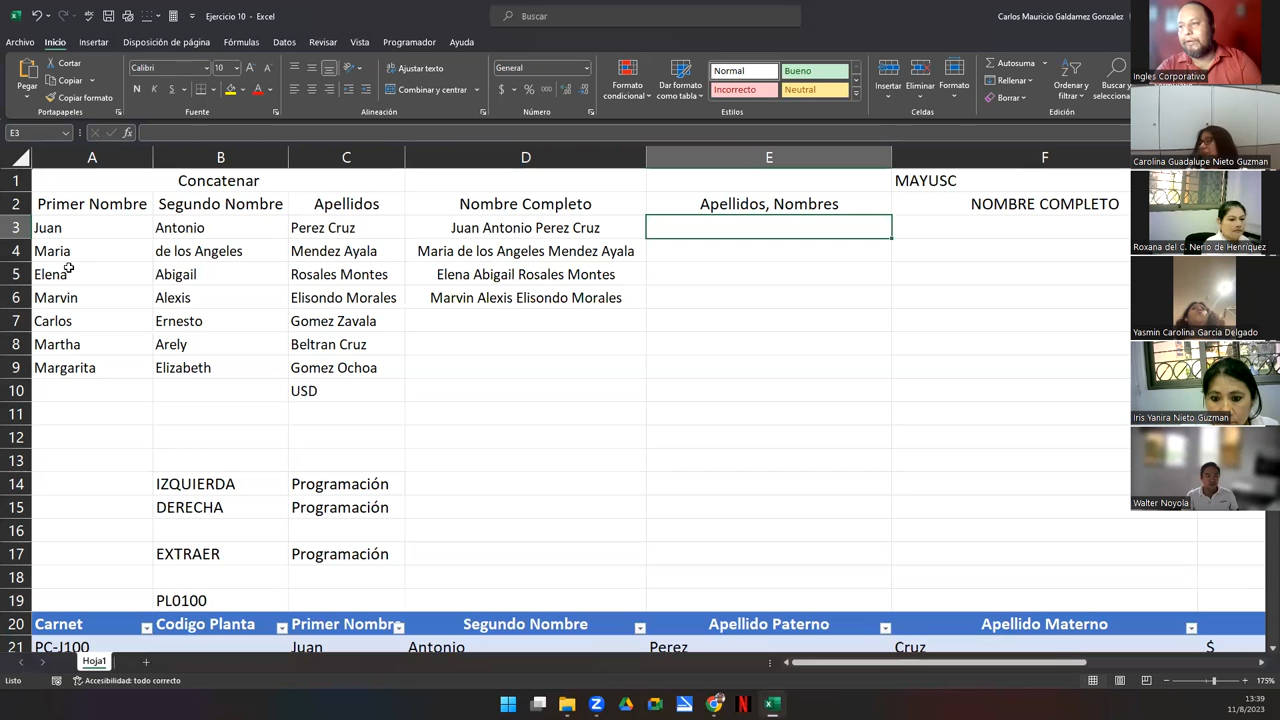 Ejercicio 10 - Excel
Buscar
Carlos Mauricio Galdamez Gonzalez
Archivo Inicio Insertar Disposición de página Fórmulas Datos Revisar Vista Programador Ayuda
Pegar
Cortar
Copiar
Copiar formato
Portapapeles
Calibri 10
N K S
Fuente
Ajustar texto
Combinar y centrar
Alineación
General
Número
Formato condicional
Dar formato como tabla
Normal Bueno
Incorrecto Neutral
Estilos
Insertar Eliminar Formato
Celdas
Autosuma
Rellenar
Borrar
Ordenar y filtrar
Buscar y selecciona
E3
fx
A B C D E F
1 Concatenar MAYUSC
2 Primer Nombre Segundo Nombre Apellidos Nombre Completo Apellidos, Nombres NOMBRE COMPLETO
3 Juan Antonio Perez Cruz Juan Antonio Perez Cruz
4 Maria de los Angeles Mendez Ayala Maria de los Angeles Mendez Ayala
5 Elena Abigail Rosales Montes Elena Abigail Rosales Montes
6 Marvin Alexis Elisondo Morales Marvin Alexis Elisondo Morales
7 Carlos Ernesto Gomez Zavala
8 Martha Arely Beltran Cruz
9 Margarita Elizabeth Gomez Ochoa
10 USD
11
12
13
14 IZQUIERDA Programación
15 DERECHA Programación
16
17 EXTRAER Programación
18
19 PL0100
20 Carnet Codigo Planta Primer Nombre Segundo Nombre Apellido Paterno Apellido Materno
21 PC-J100 Juan Antonio Perez Cruz $
Hoja1
Listo
Accesibilidad: todo correcto
175%
13:39
11/8/2023
Ingles Corporativo
Carolina Guadalupe Nieto Guzman
Roxana del C. Nerio de Henriquez
Yasmin Carolina Garcia Delgado
Iris Yanira Nieto Guzman
Walter Noyola